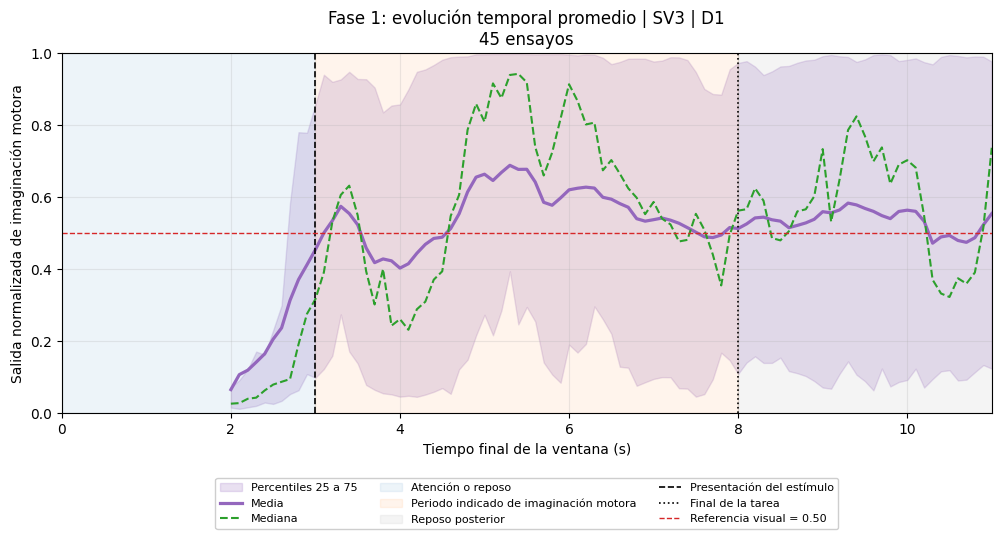 Fase 1: evolución temporal promedio | SV3 | D1
45 ensayos
Salida normalizada de imaginación motora
1.0
0.8
0.6
0.4
0.2
0.0
0 2 4 6 8 10
Tiempo final de la ventana (s)
Percentiles 25 a 75
Media
Mediana
Atención o reposo
Periodo indicado de imaginación motora
Reposo posterior
Presentación del estímulo
Final de la tarea
Referencia visual = 0.50